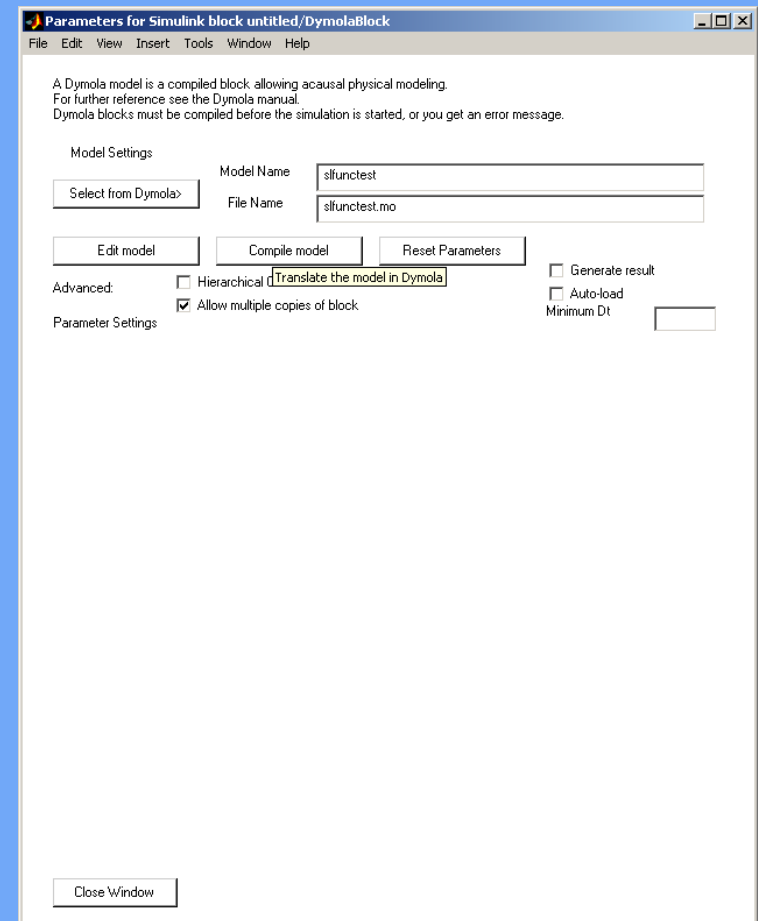 Parameters for Simulink block untitled/DymolaBlock
File Edit View Insert Tools Window Help
A Dymola model is a compiled block allowing acausal physical modeling.
For further reference see the Dymola manual.
Dymola blocks must be compiled before the simulation is started, or you get an error message.
Model Settings
Model Name slfunctest
Select from Dymola>
File Name slfunctest.mo
Edit model Compile model Reset Parameters
Generate result
Advanced: Hierarchical Translate the model in Dymola
Auto-load
Allow multiple copies of block
Minimum Dt
Parameter Settings
Close Window